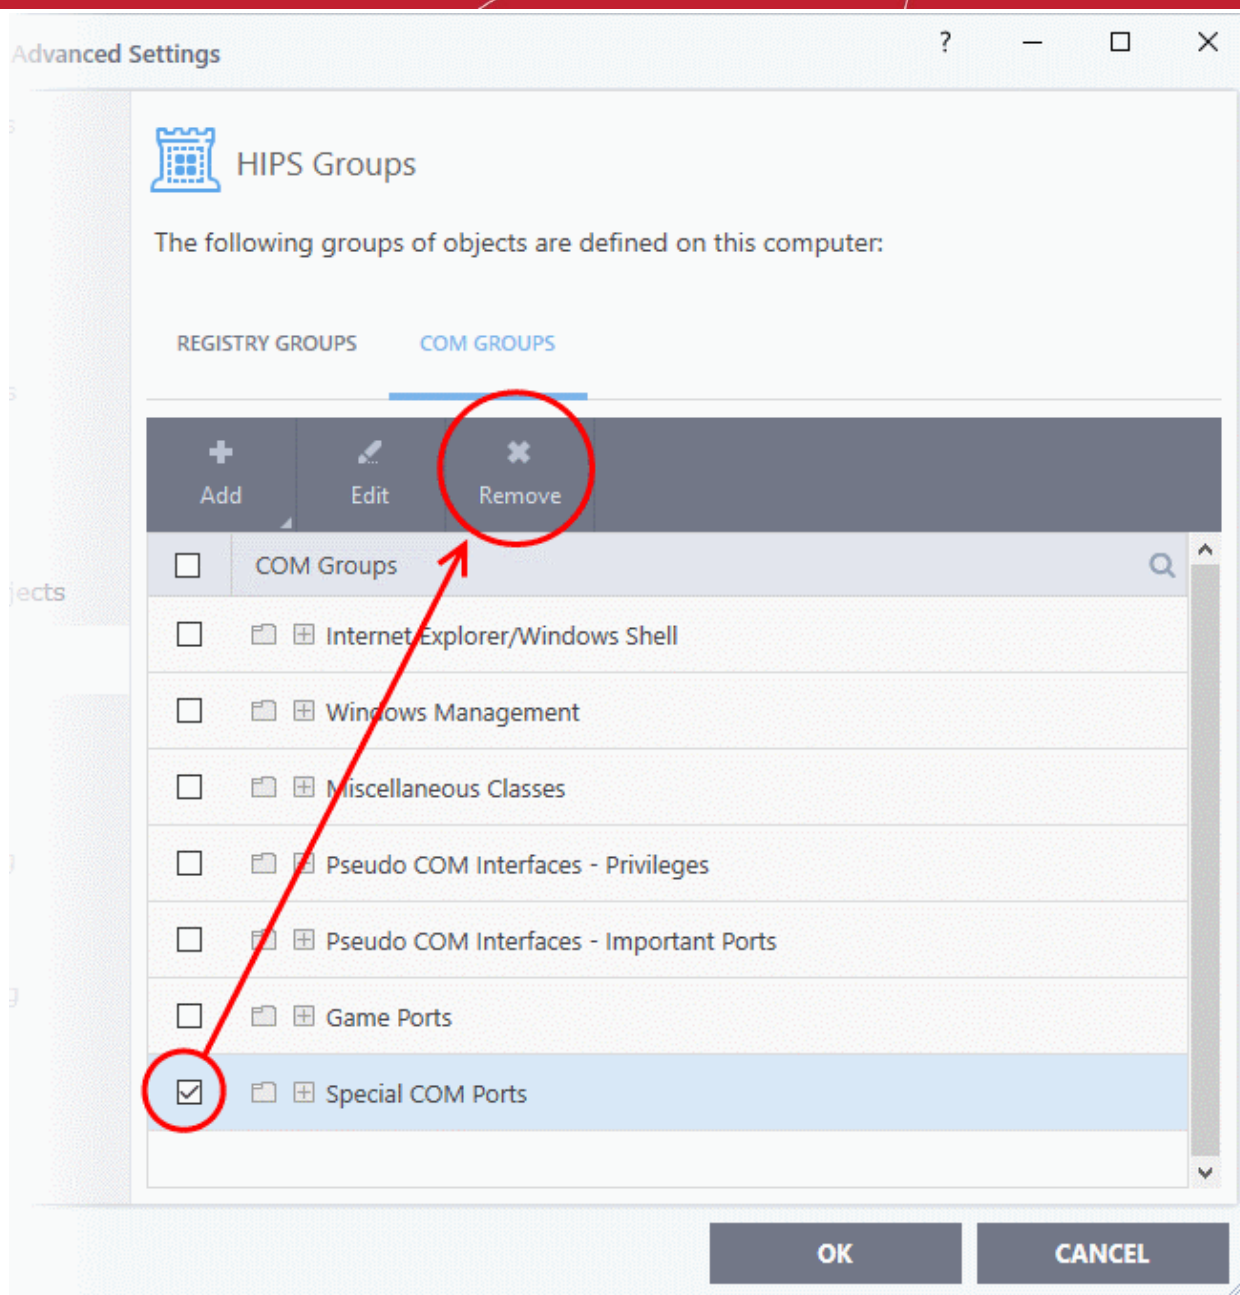 Advanced Settings
?
HIPS Groups
The following groups of objects are defined on this computer:
REGISTRY GROUPS COM GROUPS
Add Edit Remove
COM Groups
jects
Internet Explorer/Windows Shell
Windows Management
Miscellaneous Classes
Pseudo COM Interfaces - Privileges
Pseudo COM Interfaces - Important Ports
Game Ports
Special COM Ports
OK CANCEL